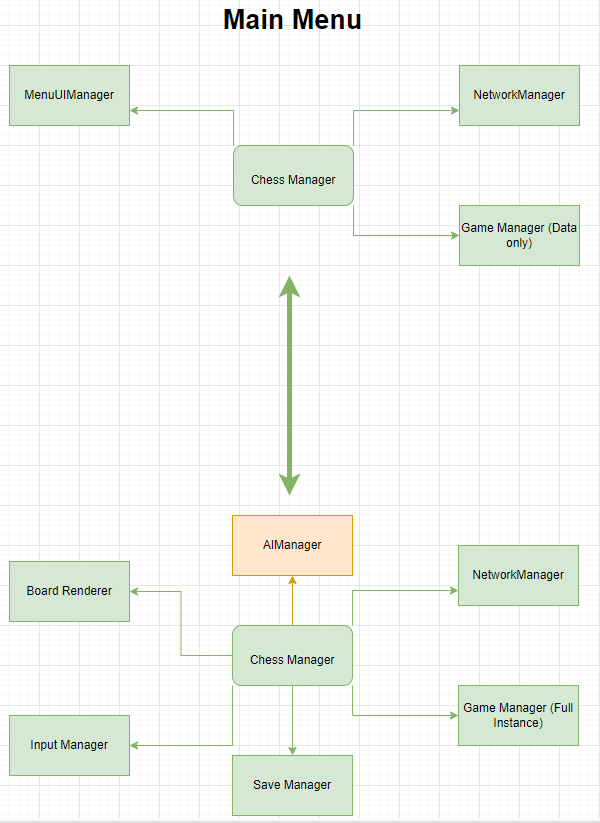 Main Menu
MenuUIManager
NetworkManager
Chess Manager
Game Manager (Data
only)
AIManager
Board Renderer
NetworkManager
Chess Manager
Game Manager (Full
Instance)
Input Manager
Save Manager